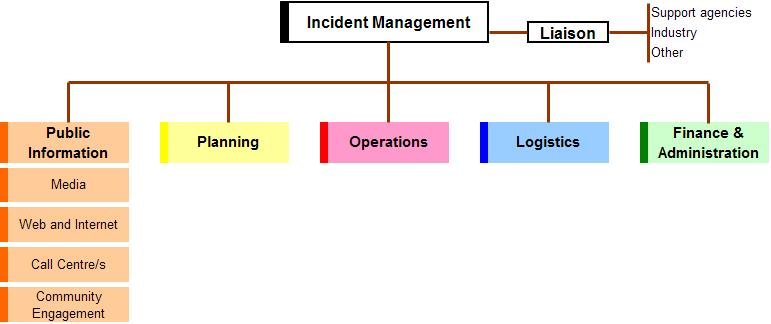 Incident Management
Liaison
Support agencies
Industry
Other
Public
Information
Planning
Operations
Logistics
Finance &
Administration
Media
Web and Internet
Call Centre/s
Community
Engagement